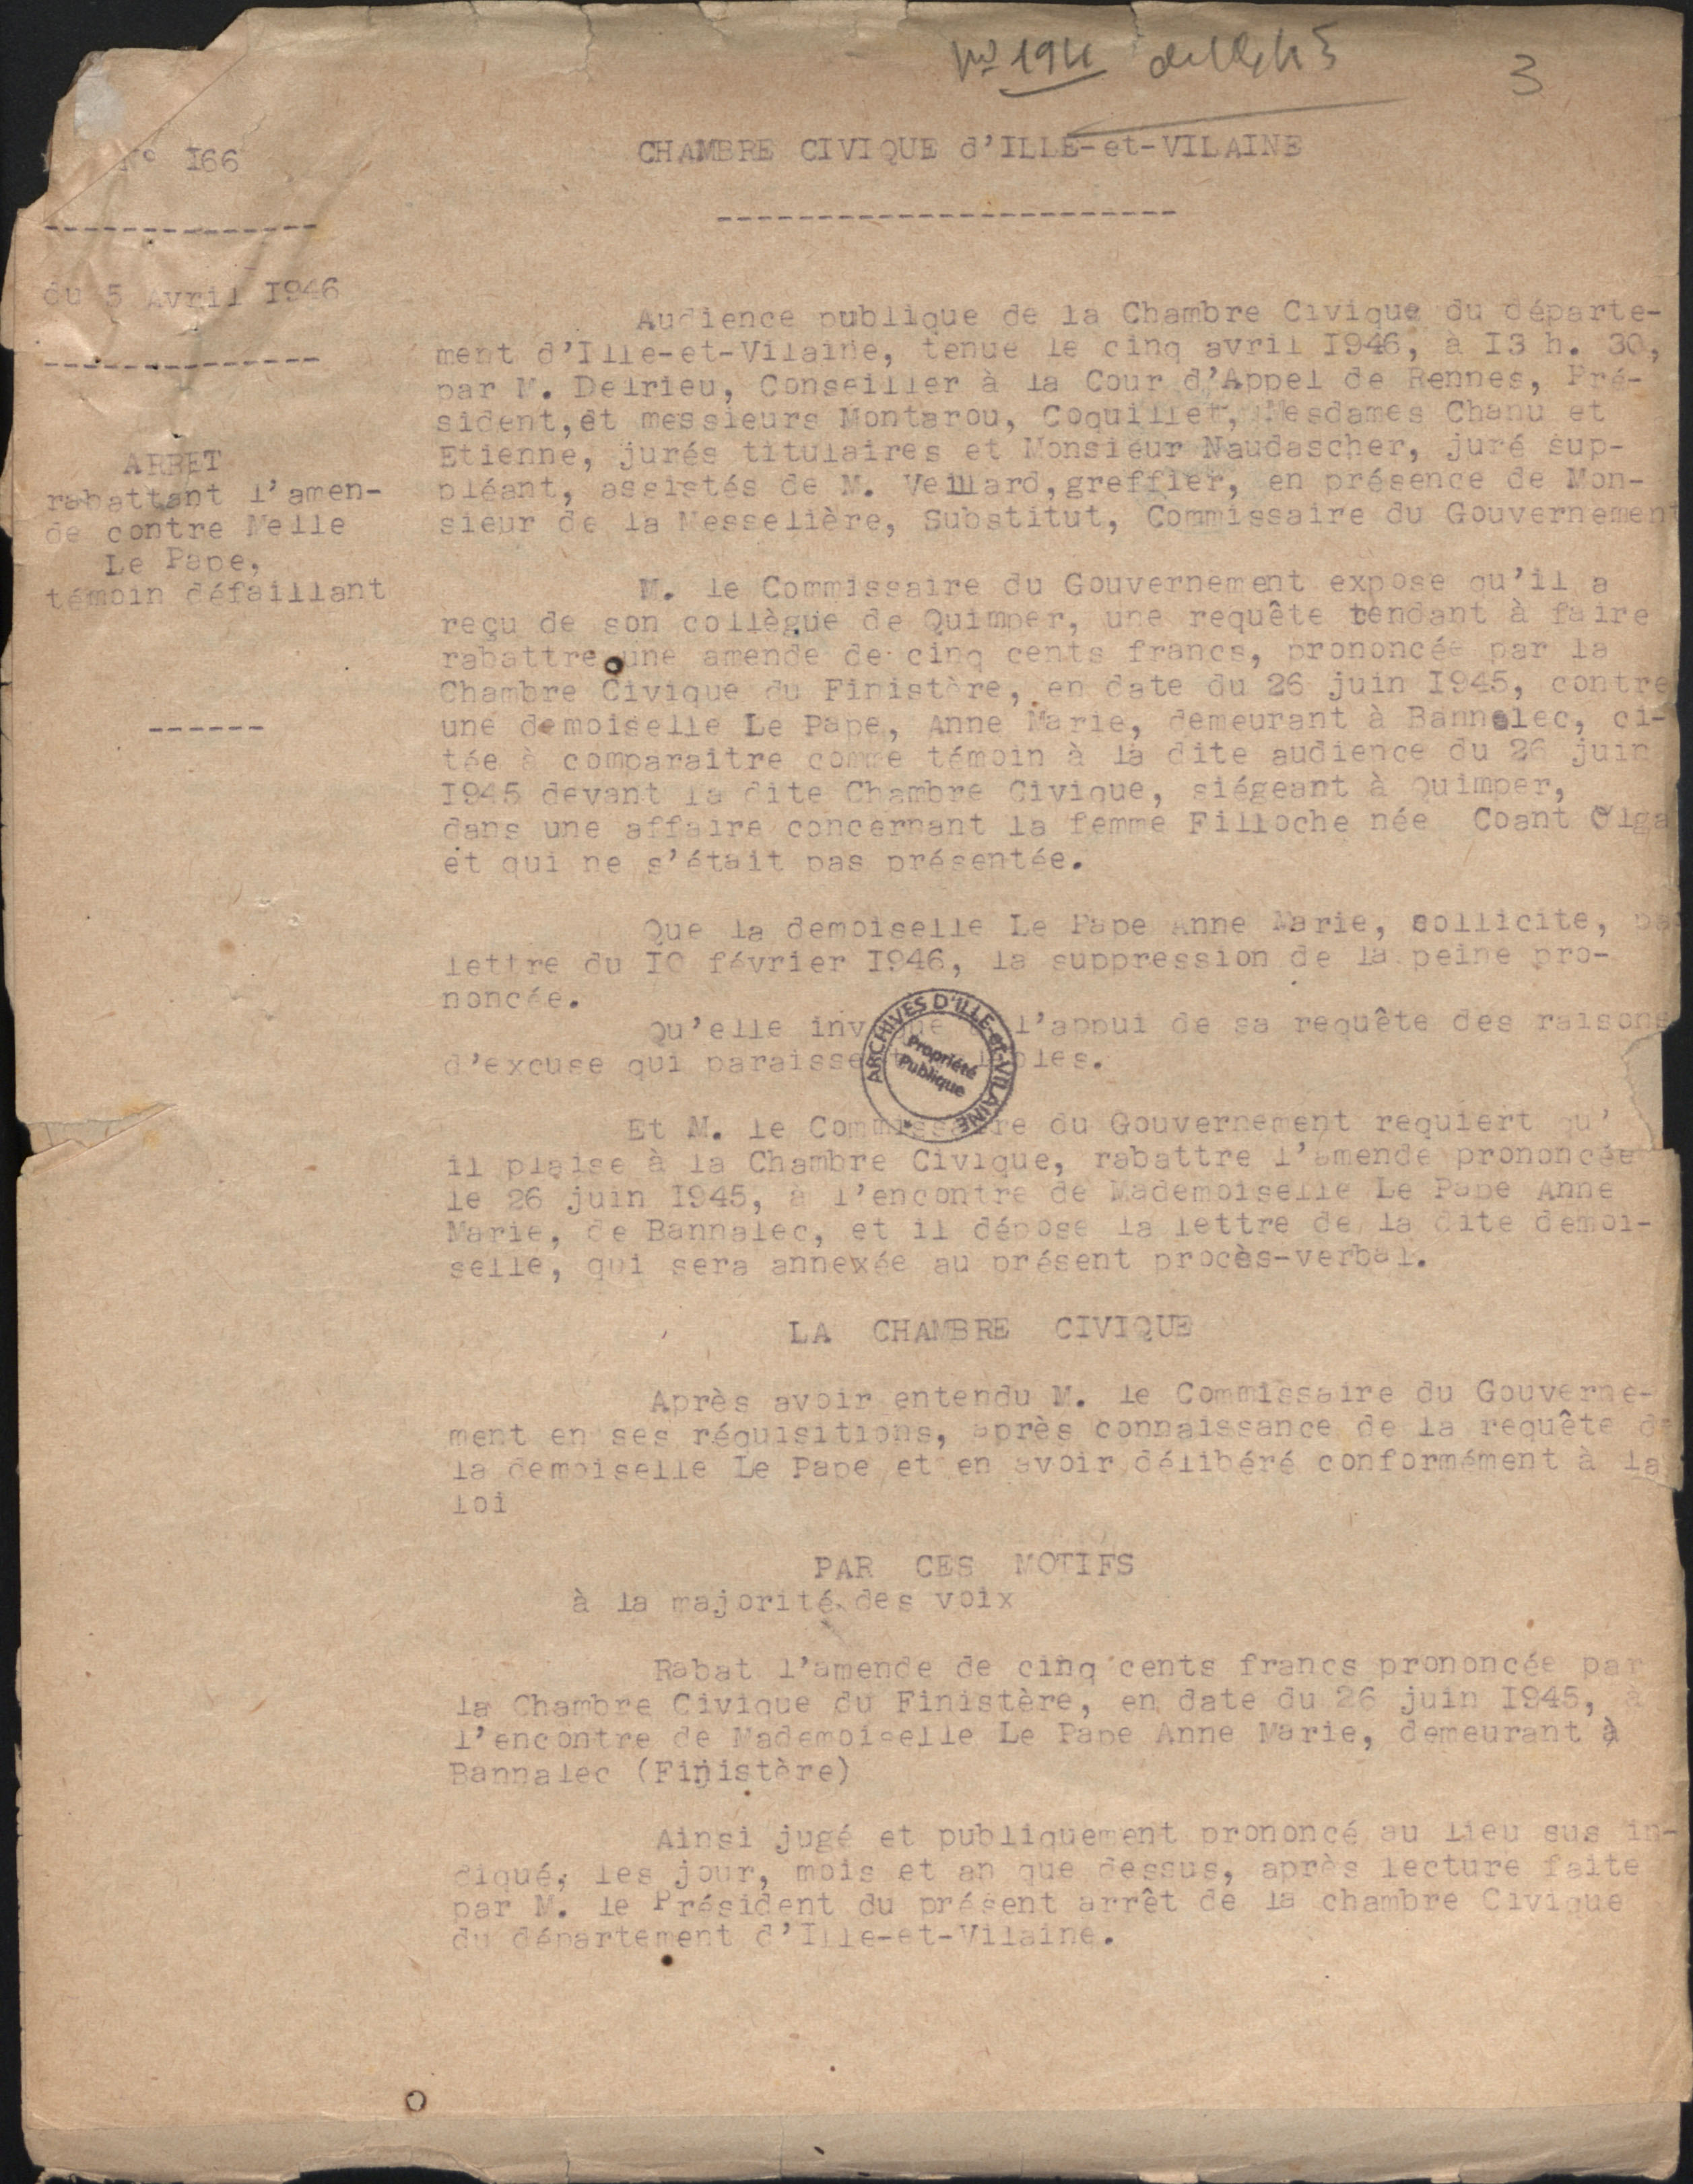 3
N° I66
CHAMBRE CIVIQUE d'ILLE-et-VILAINE
du 5 Avril I946
ARRET
rabattant l'amen-
de contre Melle
Le Pape,
témoin défaillant
Audience publique de la Chambre Civique du départe-
ment d'Ille-et-Vilaine, tenue le cinq avril I946, à I3 h. 30,
par M. Delrieu, Conseiller à la Cour d'Appel de Rennes, Pré-
sident, et messieurs Montarou, Coquillet, Mesdames Chanu et
Etienne, jurés titulaires et Monsieur Naudascher, juré sup-
pléant, assistés de M. Veillard, greffier, en présence de Mon-
sieur de la Messelière, Substitut, Commissaire du Gouvernement
M. le Commissaire du Gouvernement expose qu'il a
reçu de son collègue de Quimper, une requête tendant à faire
rabattre une amende de cinq cents francs, prononcée par la
Chambre Civique du Finistère, en date du 26 juin I945, contre
une demoiselle Le Pape, Anne Marie, demeurant à Bannalec, ci-
tée à comparaitre comme témoin à la dite audience du 26 juin
I945 devant la dite Chambre Civique, siégeant à Quimper,
dans une affaire concernant la femme Filloche née Coant Olga
et qui ne s'était pas présentée.
Que la demoiselle Le Pape Anne Marie, sollicite, pa
lettre du IO février I946, la suppression de la peine pro-
noncée.
Qu'elle invoque à l'appui de sa requête des raisons
d'excuse qui paraissent
ARCHIVES D'ILLE-et-VILAINE
Propriété
Publique
Et M. le Commissaire du Gouvernement requiert qu'
il plaise à la Chambre Civique, rabattre l'amende prononcée
le 26 juin I945, à l'encontre de Mademoiselle Le Pape Anne
Marie, de Bannalec, et il dépose la lettre de la dite demoi-
selle, qui sera annexée au présent procès-verbal.
LA CHAMBRE CIVIQUE
Après avoir entendu M. le Commissaire du Gouverne-
ment en ses réquisitions, après connaissance de la requête de
la demoiselle Le Pape et en avoir délibéré conformément à la
loi
PAR CES MOTIFS
à la majorité des voix
Rabat l'amende de cinq cents francs prononcée par
la Chambre Civique du Finistère, en date du 26 juin I945, à
l'encontre de Mademoiselle Le Pape Anne Marie, demeurant à
Bannalec (Finistère)
Ainsi jugé et publiquement prononcé au lieu sus in-
diqué, les jour, mois et an que dessus, après lecture faite
par M. le Président du présent arrêt de la chambre Civique
du département d'Ille-et-Vilaine.